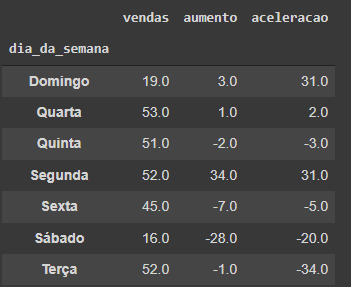 vendas aumento aceleracao
dia_da_semana
Domingo 19.0 3.0 31.0
Quarta 53.0 1.0 2.0
Quinta 51.0 -2.0 -3.0
Segunda 52.0 34.0 31.0
Sexta 45.0 -7.0 -5.0
Sábado 16.0 -28.0 -20.0
Terça 52.0 -1.0 -34.0